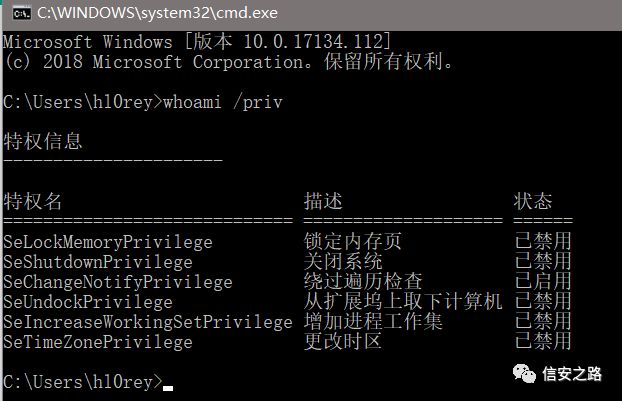 C:\WINDOWS\system32\cmd.exe
Microsoft Windows [版本 10.0.17134.112]
(c) 2018 Microsoft Corporation。保留所有权利。
C:\Users\hl0rey>whoami /priv
特权信息
----------------------
特权名 描述 状态
============================= ==================== ======
SeLockMemoryPrivilege 锁定内存页 已禁用
SeShutdownPrivilege 关闭系统 已禁用
SeChangeNotifyPrivilege 绕过遍历检查 已启用
SeUndockPrivilege 从扩展坞上取下计算机 已禁用
SeIncreaseWorkingSetPrivilege 增加进程工作集 已禁用
SeTimeZonePrivilege 更改时区 已禁用
C:\Users\hl0rey>
信安之路